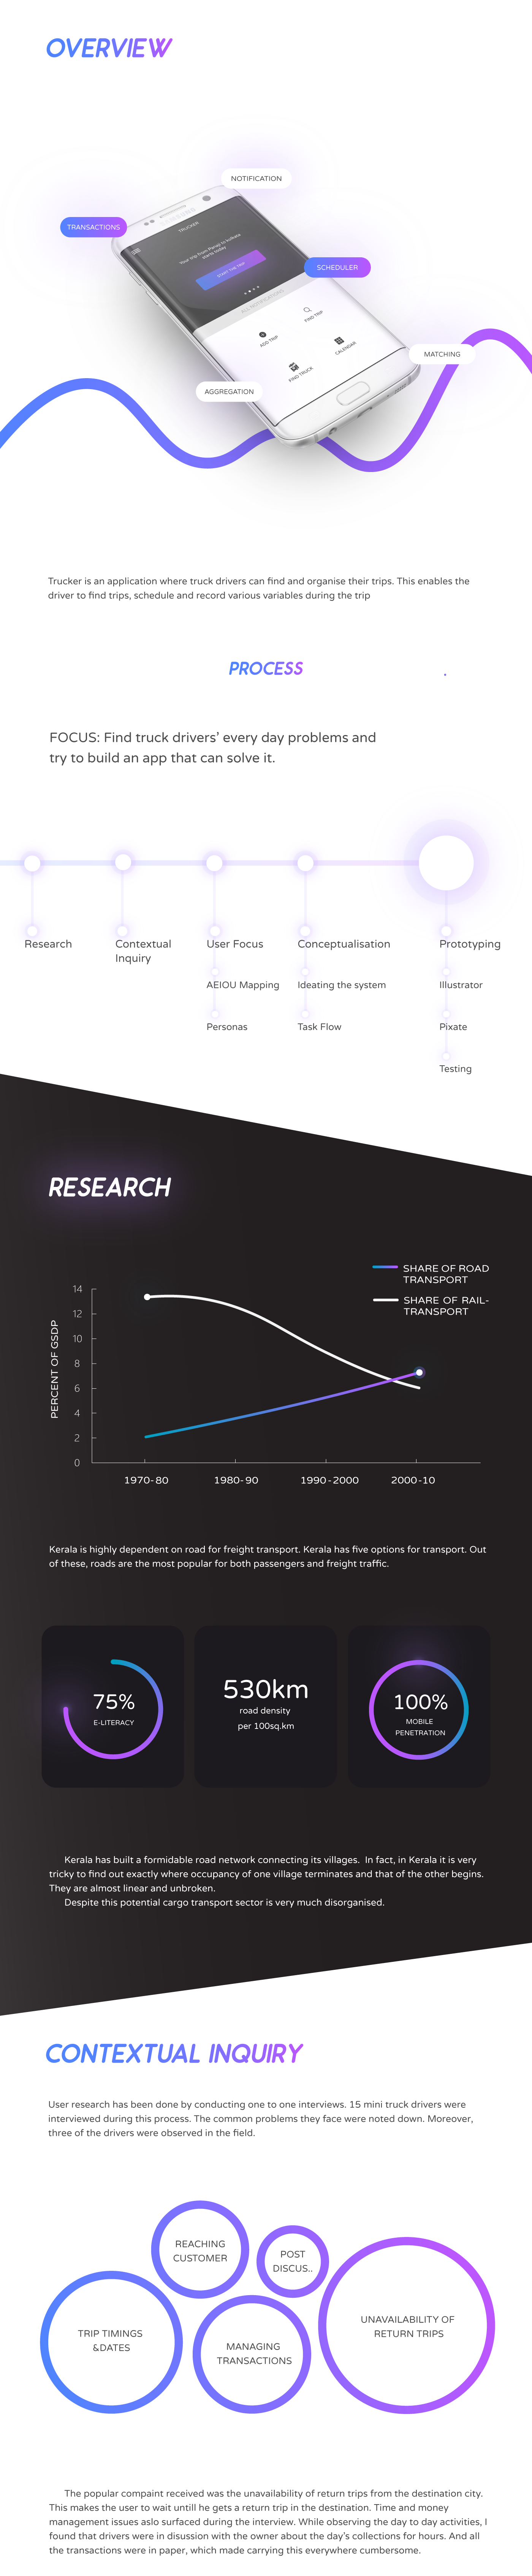 OVERVIEW
NOTIFICATION
TRANSACTIONS
TRUCKER
START THE TRIP
SCHEDULER
ADD TRIP
FIND TRIP
FIND TRUCK
CALENDAR
MATCHING
AGGREGATION
Trucker is an application where truck drivers can find and organise their trips. This enables the
driver to find trips, schedule and record various variables during the trip
PROCESS
FOCUS: Find truck drivers’ every day problems and
try to build an app that can solve it.
Research
Contextual
Inquiry
User Focus
Conceptualisation
Prototyping
AEIOU Mapping
Ideating the system
Illustrator
Personas
Task Flow
Pixate
Testing
RESEARCH
SHARE OF ROAD
TRANSPORT
SHARE OF RAIL-
TRANSPORT
PERCENT OF GSDP
14
12
10
8
6
4
2
0
1970-80
1980-90
1990-2000
2000-10
Kerala is highly dependent on road for freight transport. Kerala has five options for transport. Out
of these, roads are the most popular for both passengers and freight traffic.
75%
E-LITERACY
530km
road density
per 100sq.km
100%
MOBILE
PENETRATION
Kerala has built a formidable road network connecting its villages. In fact, in Kerala it is very
tricky to find out exactly where occupancy of one village terminates and that of the other begins.
They are almost linear and unbroken.
Despite this potential cargo transport sector is very much disorganised.
CONTEXTUAL INQUIRY
User research has been done by conducting one to one interviews. 15 mini truck drivers were
interviewed during this process. The common problems they face were noted down. Moreover,
three of the drivers were observed in the field.
REACHING
CUSTOMER
POST
DISCUS..
TRIP TIMINGS
&DATES
MANAGING
TRANSACTIONS
UNAVAILABILITY OF
RETURN TRIPS
The popular compaint received was the unavailability of return trips from the destination city.
This makes the user to wait untill he gets a return trip in the destination. Time and money
management issues aslo surfaced during the interview. While observing the day to day activities, I
found that drivers were in disussion with the owner about the day's collections for hours. And all
the transactions were in paper, which made carrying this everywhere cumbersome.